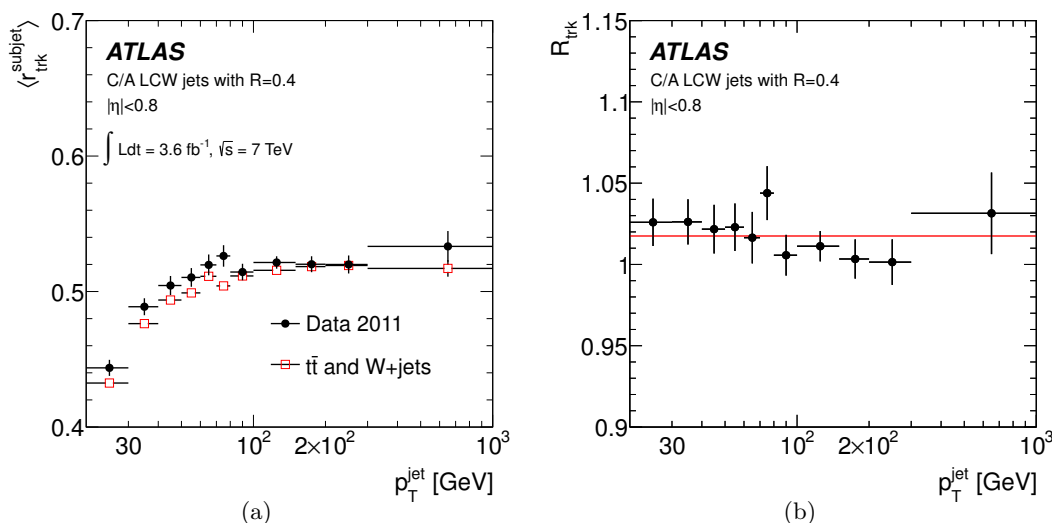 ⟨r_trk^subjet⟩
0.7
0.6
0.5
0.4
ATLAS
C/A LCW jets with R=0.4
|η|<0.8
∫ Ldt = 3.6 fb⁻¹, √s = 7 TeV
Data 2011
tt̄ and W+jets
30 10² 2×10² 10³
p_T^jet [GeV]
(a)
R_trk
1.15
1.1
1.05
1
0.95
0.9
ATLAS
C/A LCW jets with R=0.4
|η|<0.8
30 10² 2×10² 10³
p_T^jet [GeV]
(b)